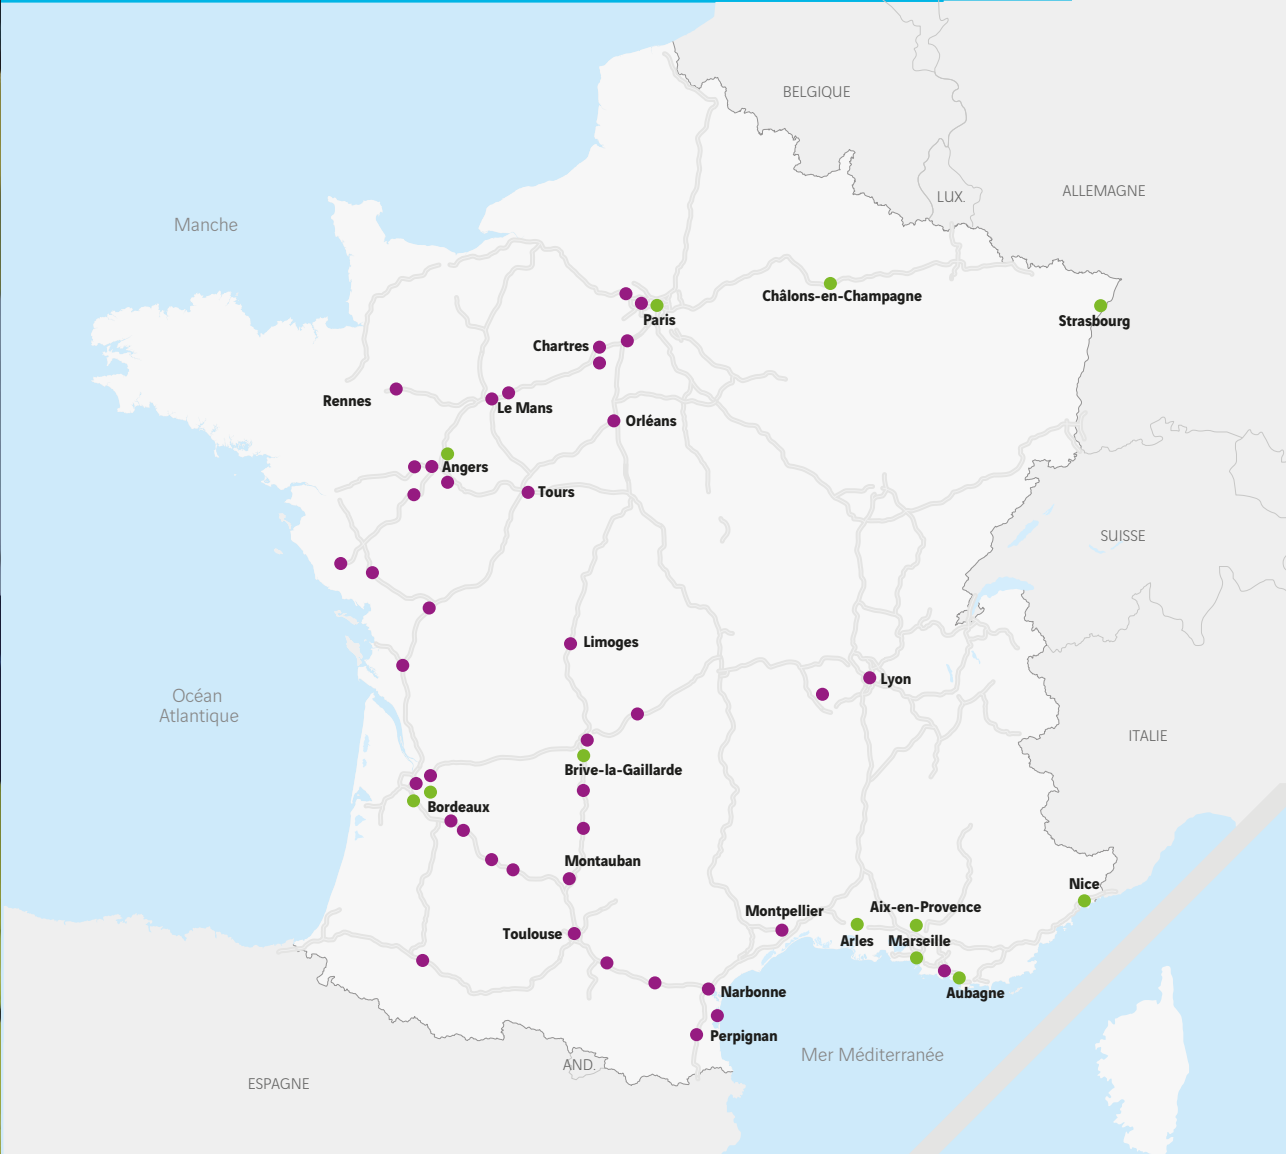 BELGIQUE
LUX.
ALLEMAGNE
Manche
Châlons-en-Champagne
Paris
Strasbourg
Chartres
Rennes
Le Mans
Orléans
Angers
Tours
SUISSE
Limoges
Lyon
Océan
Atlantique
ITALIE
Brive-la-Gaillarde
Bordeaux
Montauban
Nice
Montpellier
Aix-en-Provence
Toulouse
Arles
Marseille
Narbonne
Aubagne
Perpignan
Mer Méditerranée
AND.
ESPAGNE